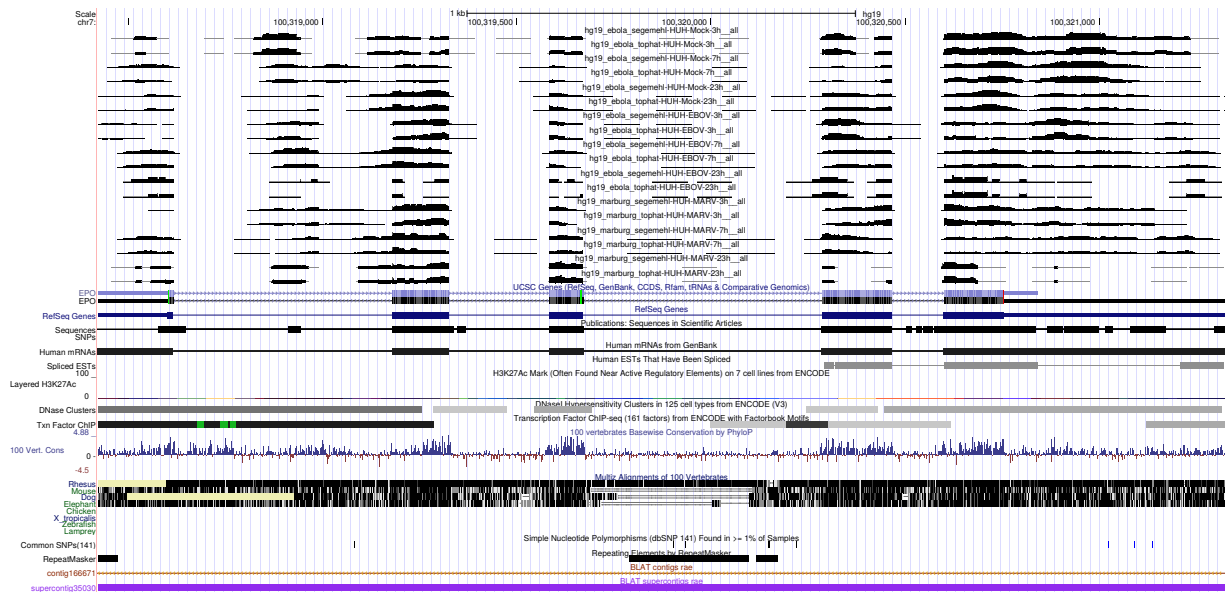 Scale 1 kb hg19
chr7: 100,319,000 100,319,500 100,320,000 100,320,500 100,321,000
hg19_ebola_segemehl-HUH-Mock-3h__all
hg19_ebola_tophat-HUH-Mock-3h__all
hg19_ebola_segemehl-HUH-Mock-7h__all
hg19_ebola_tophat-HUH-Mock-7h__all
hg19_ebola_segemehl-HUH-Mock-23h__all
hg19_ebola_tophat-HUH-Mock-23h__all
hg19_ebola_segemehl-HUH-EBOV-3h__all
hg19_ebola_tophat-HUH-EBOV-3h__all
hg19_ebola_segemehl-HUH-EBOV-7h__all
hg19_ebola_tophat-HUH-EBOV-7h__all
hg19_ebola_segemehl-HUH-EBOV-23h__all
hg19_ebola_tophat-HUH-EBOV-23h__all
hg19_marburg_segemehl-HUH-MARV-3h__all
hg19_marburg_tophat-HUH-MARV-3h__all
hg19_marburg_segemehl-HUH-MARV-7h__all
hg19_marburg_tophat-HUH-MARV-7h__all
hg19_marburg_segemehl-HUH-MARV-23h__all
hg19_marburg_tophat-HUH-MARV-23h__all
UCSC Genes (RefSeq, GenBank, CCDS, Rfam, tRNAs & Comparative Genomics)
EPO
EPO
RefSeq Genes
RefSeq Genes
Publications: Sequences in Scientific Articles
Sequences
SNPs
Human mRNAs from GenBank
Human mRNAs
Human ESTs That Have Been Spliced
Spliced ESTs
H3K27Ac Mark (Often Found Near Active Regulatory Elements) on 7 cell lines from ENCODE
100
Layered H3K27Ac
0
DNaseI Hypersensitivity Clusters in 125 cell types from ENCODE (V3)
DNase Clusters
Transcription Factor ChIP-seq (161 factors) from ENCODE with Factorbook Motifs
Txn Factor ChIP
100 vertebrates Basewise Conservation by PhyloP
4.88
100 Vert. Cons
0
-4.5
Multiz Alignments of 100 Vertebrates
Rhesus
Mouse
Dog
Elephant
Chicken
X_tropicalis
Zebrafish
Lamprey
Simple Nucleotide Polymorphisms (dbSNP 141) Found in >= 1% of Samples
Common SNPs(141)
Repeating Elements by RepeatMasker
RepeatMasker
BLAT contigs rae
contig166671
BLAT supercontigs rae
supercontig35030